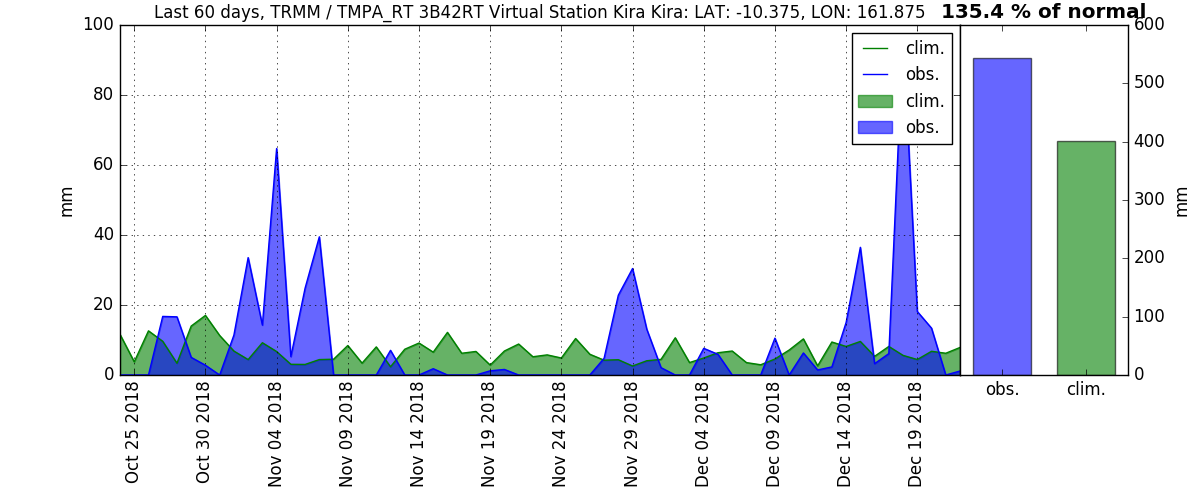 Last 60 days, TRMM / TMPA_RT 3B42RT Virtual Station Kira Kira: LAT: -10.375, LON: 161.875
135.4 % of normal
100
80
60
40
20
0
mm
clim.
obs.
clim.
obs.
Oct 25 2018
Oct 30 2018
Nov 04 2018
Nov 09 2018
Nov 14 2018
Nov 19 2018
Nov 24 2018
Nov 29 2018
Dec 04 2018
Dec 09 2018
Dec 14 2018
Dec 19 2018
600
500
400
300
200
100
0
mm
obs.
clim.